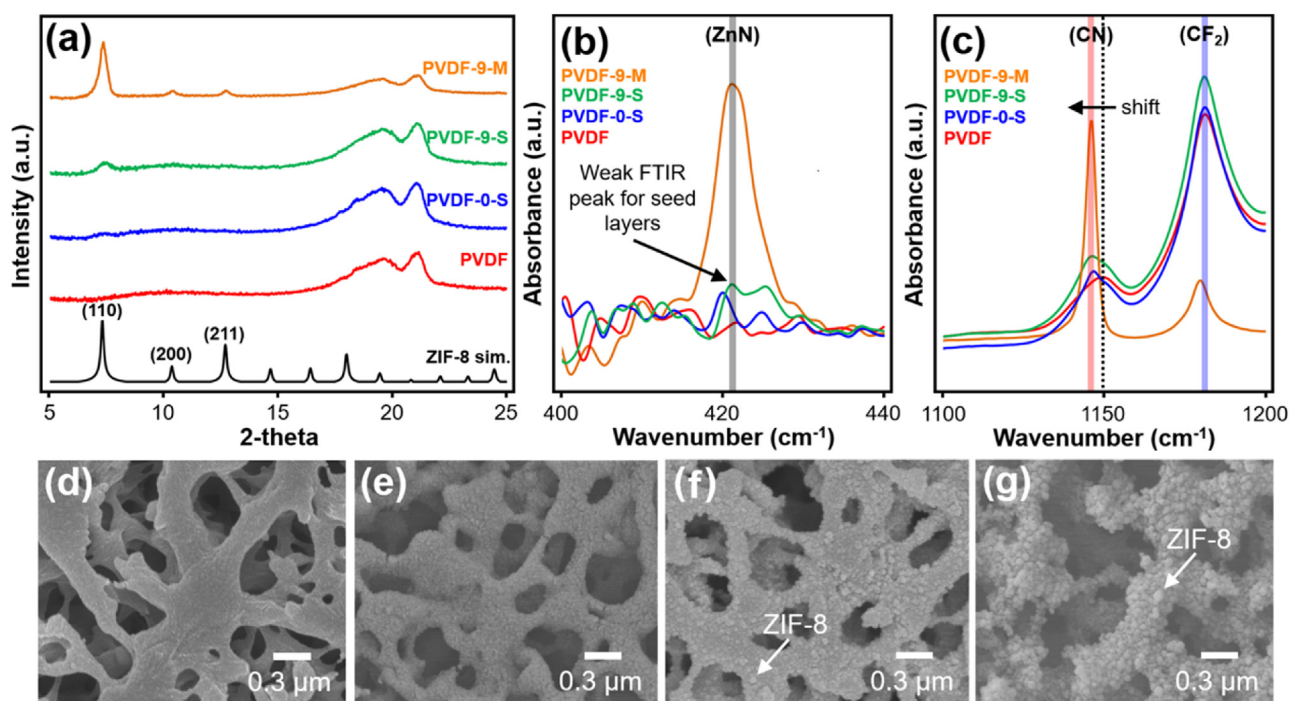 (a)
PVDF-9-M
PVDF-9-S
PVDF-0-S
PVDF
(110)
(200)
(211)
ZIF-8 sim.
Intensity (a.u.)
5 10 15 20 25
2-theta
(b)
(ZnN)
PVDF-9-M
PVDF-9-S
PVDF-0-S
PVDF
Weak FTIR
peak for seed
layers
Absorbance (a.u.)
400 420 440
Wavenumber (cm⁻¹)
(c)
(CN)
(CF₂)
PVDF-9-M
PVDF-9-S
PVDF-0-S
PVDF
shift
Absorbance (a.u.)
1100 1150 1200
Wavenumber (cm⁻¹)
(d)
0.3 µm
(e)
0.3 µm
(f)
ZIF-8
0.3 µm
(g)
ZIF-8
0.3 µm